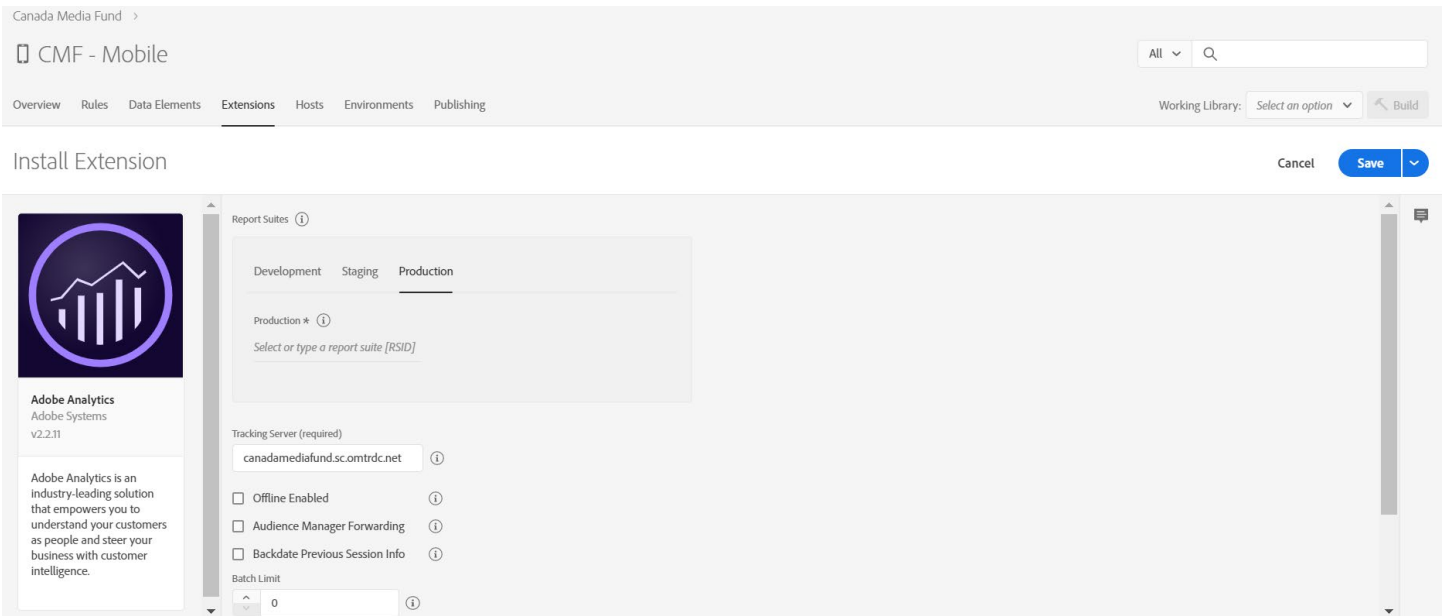 Canada Media Fund >
CMF - Mobile
All
Overview Rules Data Elements Extensions Hosts Environments Publishing
Working Library: Select an option Build
Install Extension
Cancel Save
Report Suites
Development Staging Production
Production *
Select or type a report suite [RSID]
Adobe Analytics
Adobe Systems
v2.2.11
Adobe Analytics is an
industry-leading solution
that empowers you to
understand your customers
as people and steer your
business with customer
intelligence.
Tracking Server (required)
canadamediafund.sc.omtrdc.net
Offline Enabled
Audience Manager Forwarding
Backdate Previous Session Info
Batch Limit
0